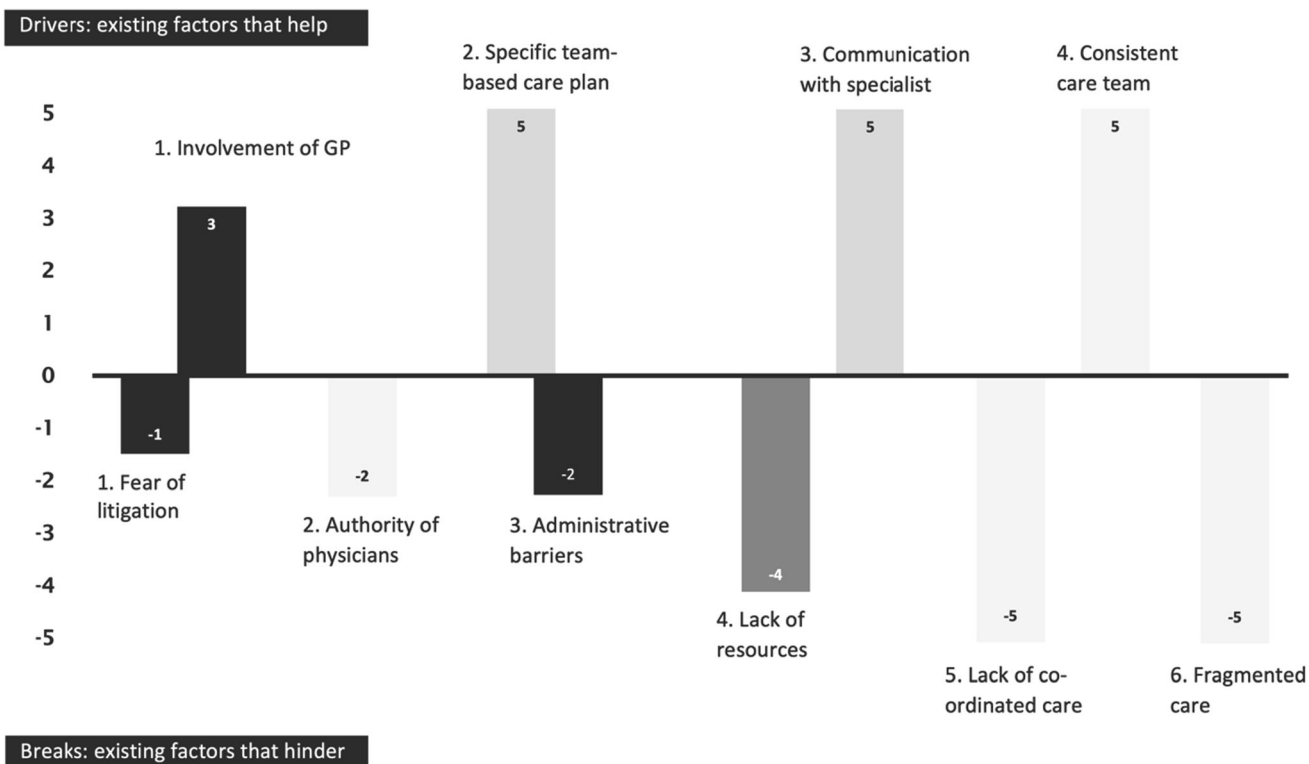 Drivers: existing factors that help
2. Specific team-
based care plan
3. Communication
with specialist
4. Consistent
care team
1. Involvement of GP
5
4
3
2
1
0
-1
-2
-3
-4
-5
3
5
5
5
-1
-2
-2
-4
-5
-5
1. Fear of
litigation
2. Authority of
physicians
3. Administrative
barriers
4. Lack of
resources
5. Lack of co-
ordinated care
6. Fragmented
care
Breaks: existing factors that hinder